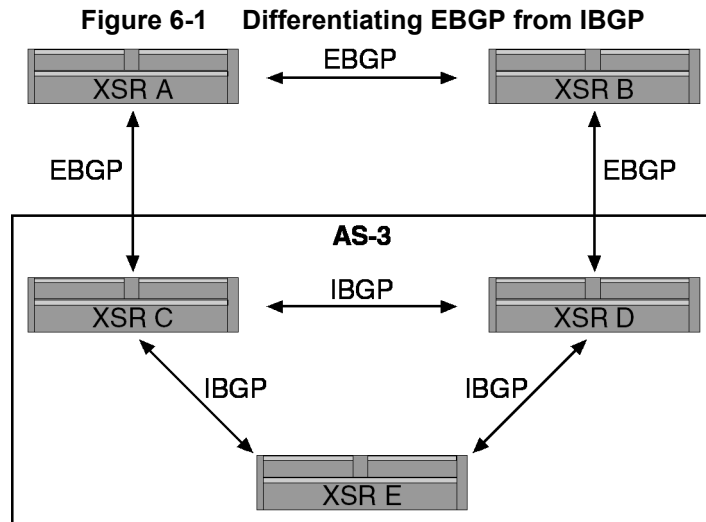 Figure 6-1 Differentiating EBGP from IBGP
XSR A
EBGP
XSR B
EBGP
EBGP
AS-3
XSR C
IBGP
XSR D
IBGP
IBGP
XSR E